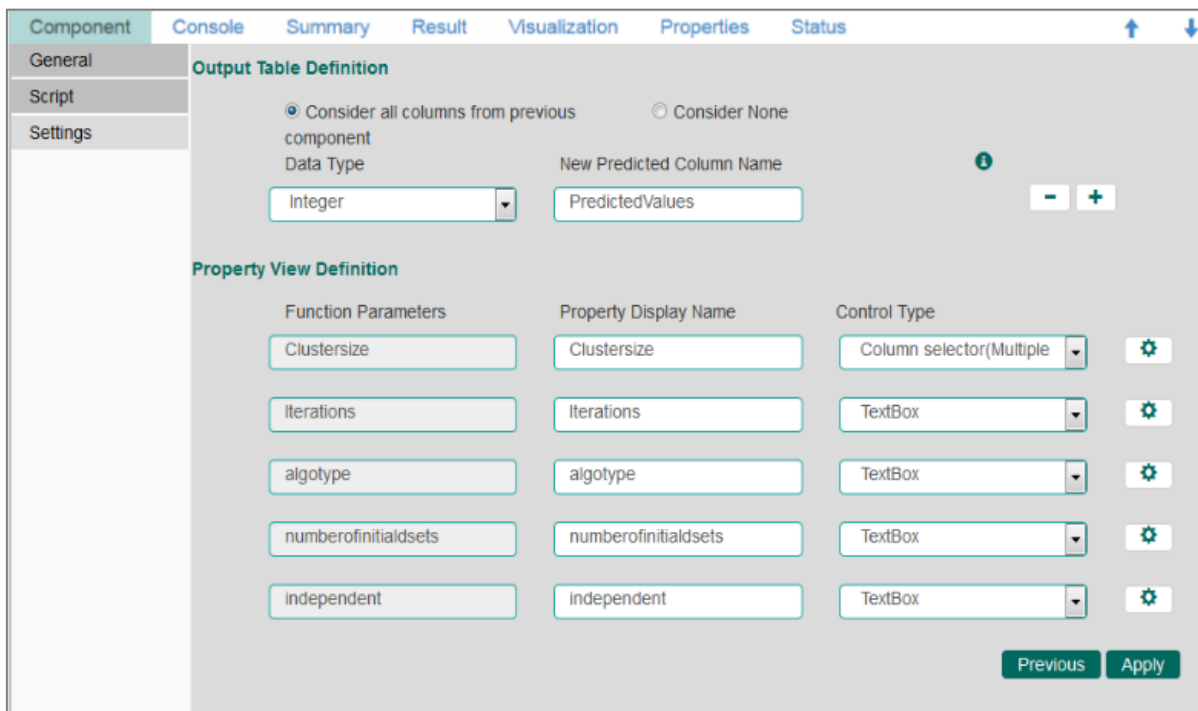 Component Console Summary Result Visualization Properties Status
General
Script
Settings
Output Table Definition
Consider all columns from previous component
Consider None
Data Type
New Predicted Column Name
Integer
PredictedValues
Property View Definition
Function Parameters Property Display Name Control Type
Clustersize Clustersize Column selector(Multiple
Iterations Iterations TextBox
algotype algotype TextBox
numberofinitialdsets numberofinitialdsets TextBox
independent independent TextBox
Previous Apply